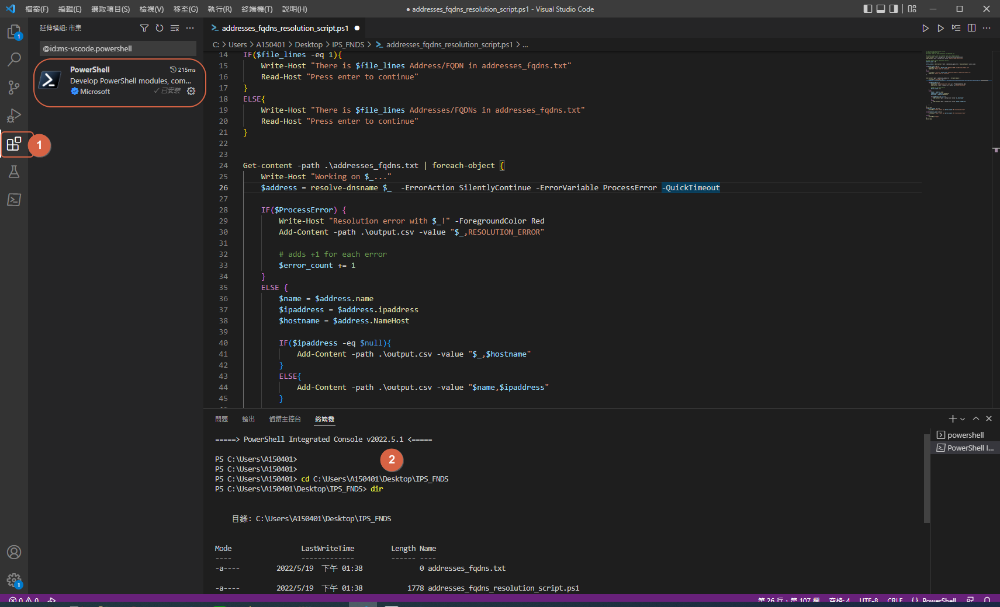 檔案(F) 編輯(E) 選取項目(S) 檢視(V) 移至(G) 執行(R) 終端機(T) 說明(H)
● addresses_fqdns_resolution_script.ps1 - Visual Studio Code
延伸模組: 市集
@id:ms-vscode.powershell
PowerShell 215ms
Develop PowerShell modules, com...
Microsoft ✓已安裝
1
1
1
addresses_fqdns_resolution_script.ps1 ●
C: > Users > A150401 > Desktop > IPS_FNDS > addresses_fqdns_resolution_script.ps1 > ...
14 IF($file_lines -eq 1){
15 Write-Host "There is $file_lines Address/FQDN in addresses_fqdns.txt"
16 Read-Host "Press enter to continue"
17 }
18 ELSE{
19 Write-Host "There is $file_lines Addresses/FQDNs in addresses_fqdns.txt"
20 Read-Host "Press enter to continue"
21 }
22
23
24 Get-content -path .\addresses_fqdns.txt | foreach-object {
25 Write-Host "Working on $_..."
26 $address = resolve-dnsname $_  -ErrorAction SilentlyContinue -ErrorVariable ProcessError -QuickTimeout
27
28 IF($ProcessError) {
29 Write-Host "Resolution error with $_!" -ForegroundColor Red
30 Add-Content -path .\output.csv -value "$_,RESOLUTION_ERROR"
31
32 # adds +1 for each error
33 $error_count += 1
34 }
35 ELSE {
36 $name = $address.name
37 $ipaddress = $address.ipaddress
38 $hostname = $address.NameHost
39
40 IF($ipaddress -eq $null){
41 Add-Content -path .\output.csv -value "$_,$hostname"
42 }
43 ELSE{
44 Add-Content -path .\output.csv -value "$name,$ipaddress"
45 }
問題 輸出 偵錯主控台 終端機
=====> PowerShell Integrated Console v2022.5.1 <=====
2
PS C:\Users\A150401>
PS C:\Users\A150401>
PS C:\Users\A150401> cd C:\Users\A150401\Desktop\IPS_FNDS
PS C:\Users\A150401\Desktop\IPS_FNDS> dir
目錄: C:\Users\A150401\Desktop\IPS_FNDS
Mode LastWriteTime Length Name
---- ------------- ------ ----
-a---- 2022/5/19 下午 01:38 0 addresses_fqdns.txt
-a---- 2022/5/19 下午 01:38 1778 addresses_fqdns_resolution_script.ps1
powershell
PowerShell I...
0 0
第 26 行，第 107 欄 空格: 4 UTF-8 CRLF {} PowerShell